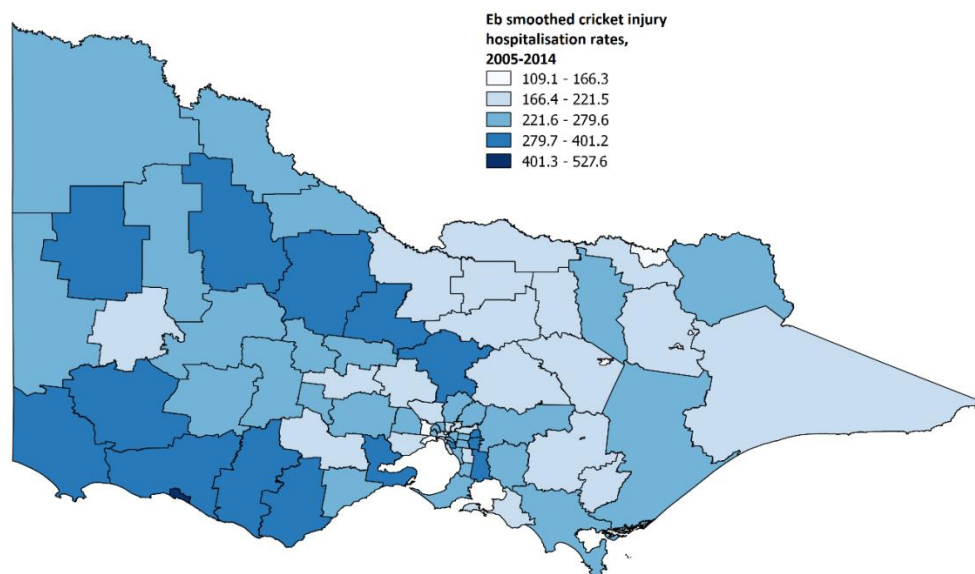 Eb smoothed cricket injury
hospitalisation rates,
2005-2014
109.1 - 166.3
166.4 - 221.5
221.6 - 279.6
279.7 - 401.2
401.3 - 527.6